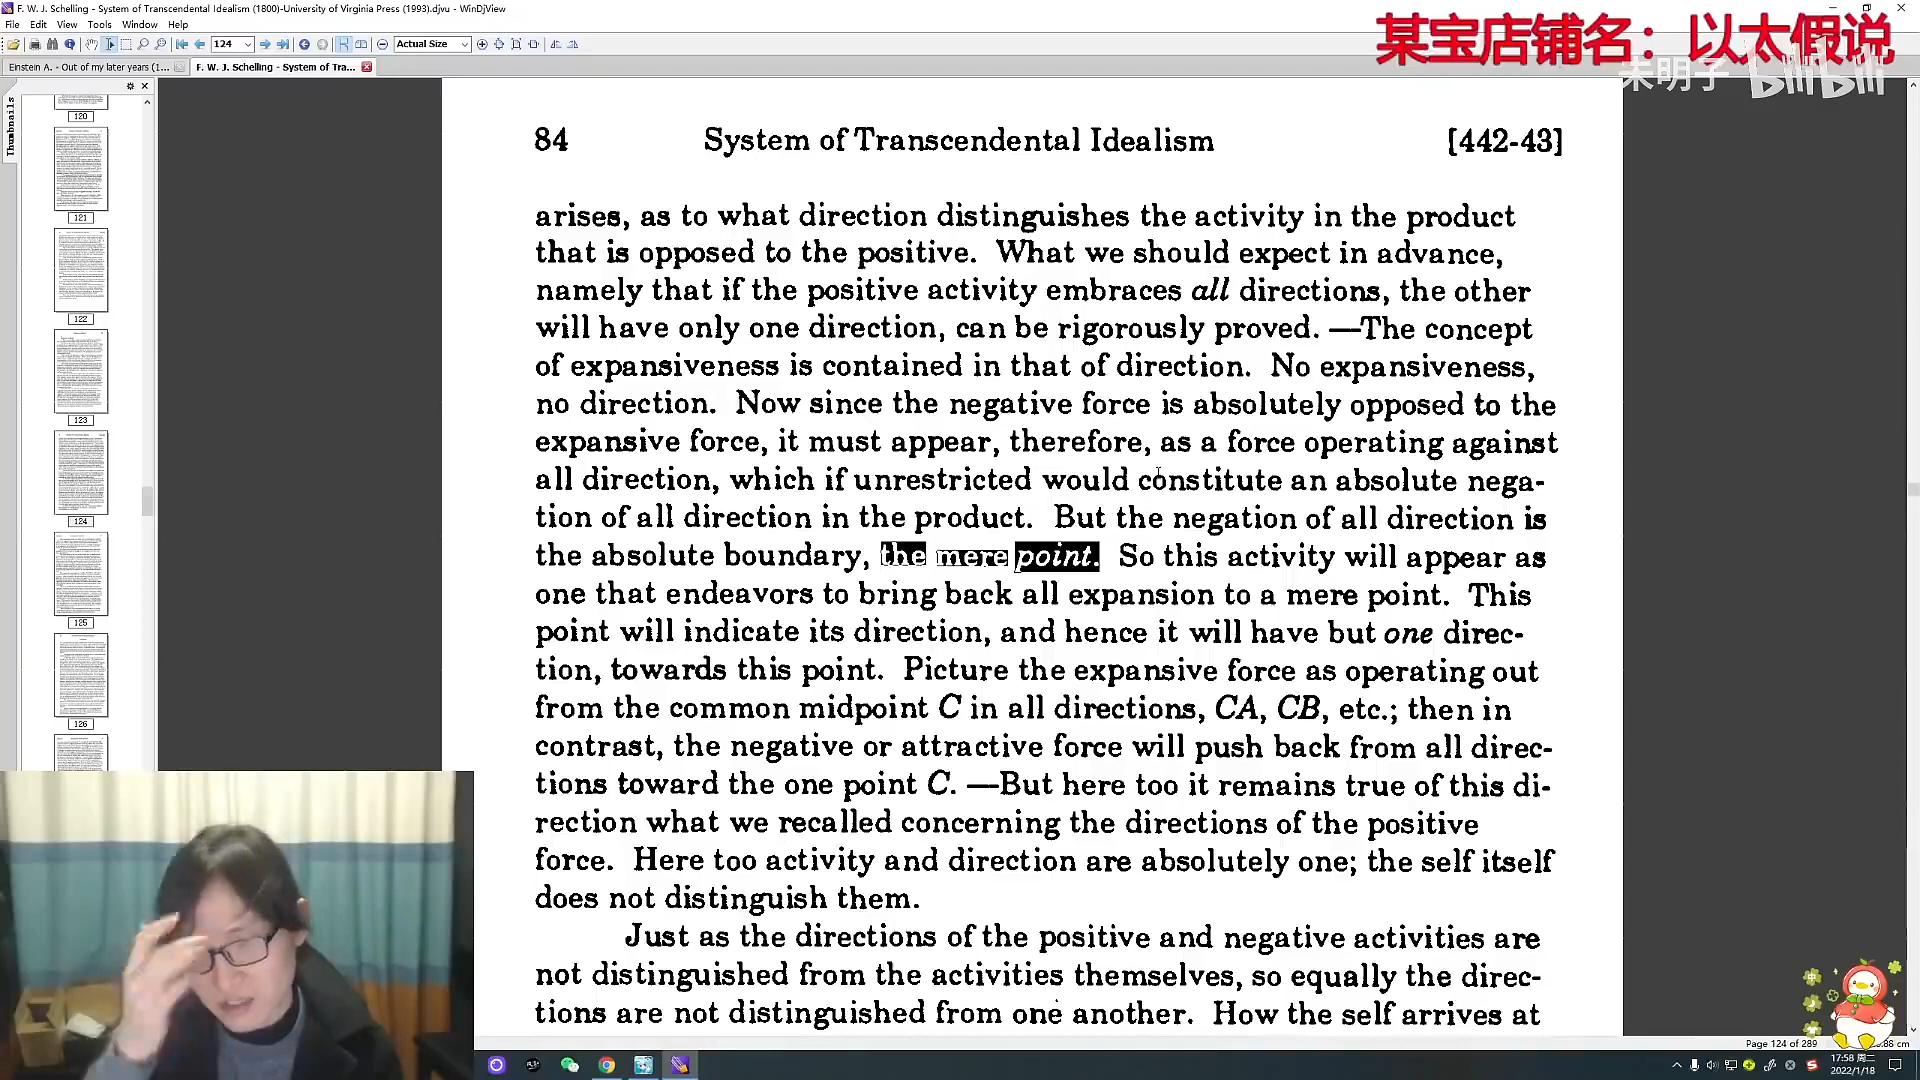 F. W. J. Schelling - System of Transcendental Idealism (1800)-University of Virginia Press (1993).djvu - WinDjView
File Edit View Tools Window Help
124
Actual Size
Einstein A. - Out of my later years (1...
F. W. J. Schelling - System of Tra...
某宝店铺名：以太假说
朱明子 bilibili
Thumbnails
120
121
122
123
124
125
126
84 System of Transcendental Idealism [442-43]
arises, as to what direction distinguishes the activity in the product
that is opposed to the positive. What we should expect in advance,
namely that if the positive activity embraces all directions, the other
will have only one direction, can be rigorously proved. —The concept
of expansiveness is contained in that of direction. No expansiveness,
no direction. Now since the negative force is absolutely opposed to the
expansive force, it must appear, therefore, as a force operating against
all direction, which if unrestricted would constitute an absolute nega-
tion of all direction in the product. But the negation of all direction is
the absolute boundary, the mere point. So this activity will appear as
one that endeavors to bring back all expansion to a mere point. This
point will indicate its direction, and hence it will have but one direc-
tion, towards this point. Picture the expansive force as operating out
from the common midpoint C in all directions, CA, CB, etc.; then in
contrast, the negative or attractive force will push back from all direc-
tions toward the one point C. —But here too it remains true of this di-
rection what we recalled concerning the directions of the positive
force. Here too activity and direction are absolutely one; the self itself
does not distinguish them.
Just as the directions of the positive and negative activities are
not distinguished from the activities themselves, so equally the direc-
tions are not distinguished from one another. How the self arrives at
Page 124 of 289
17:58 周二
2022/1/18